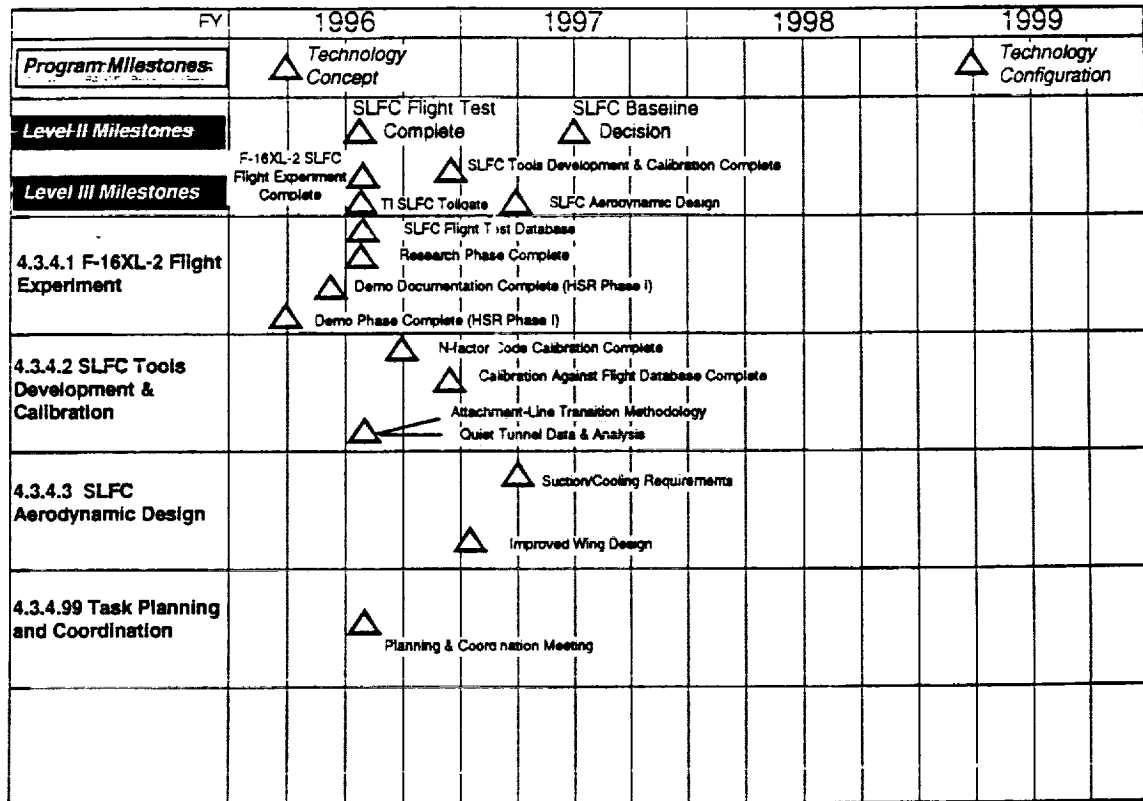 FY 1996 1997 1998 1999
Program Milestones
Technology
Concept
Technology
Configuration
Level II Milestones
SLFC Flight Test
Complete
SLFC Baseline
Decision
Level III Milestones
F-16XL-2 SLFC
Flight Experiment
Complete
SLFC Tools Development & Calibration Complete
TI SLFC Tollgate
SLFC Aerodynamic Design
4.3.4.1 F-16XL-2 Flight
Experiment
SLFC Flight Test Database
Research Phase Complete
Demo Documentation Complete (HSR Phase I)
Demo Phase Complete (HSR Phase I)
4.3.4.2 SLFC Tools
Development &
Calibration
N-factor Code Calibration Complete
Calibration Against Flight Database Complete
Attachment-Line Transition Methodology
Quiet Tunnel Data & Analysis
4.3.4.3 SLFC
Aerodynamic Design
Suction/Cooling Requirements
Improved Wing Design
4.3.4.99 Task Planning
and Coordination
Planning & Coordination Meeting